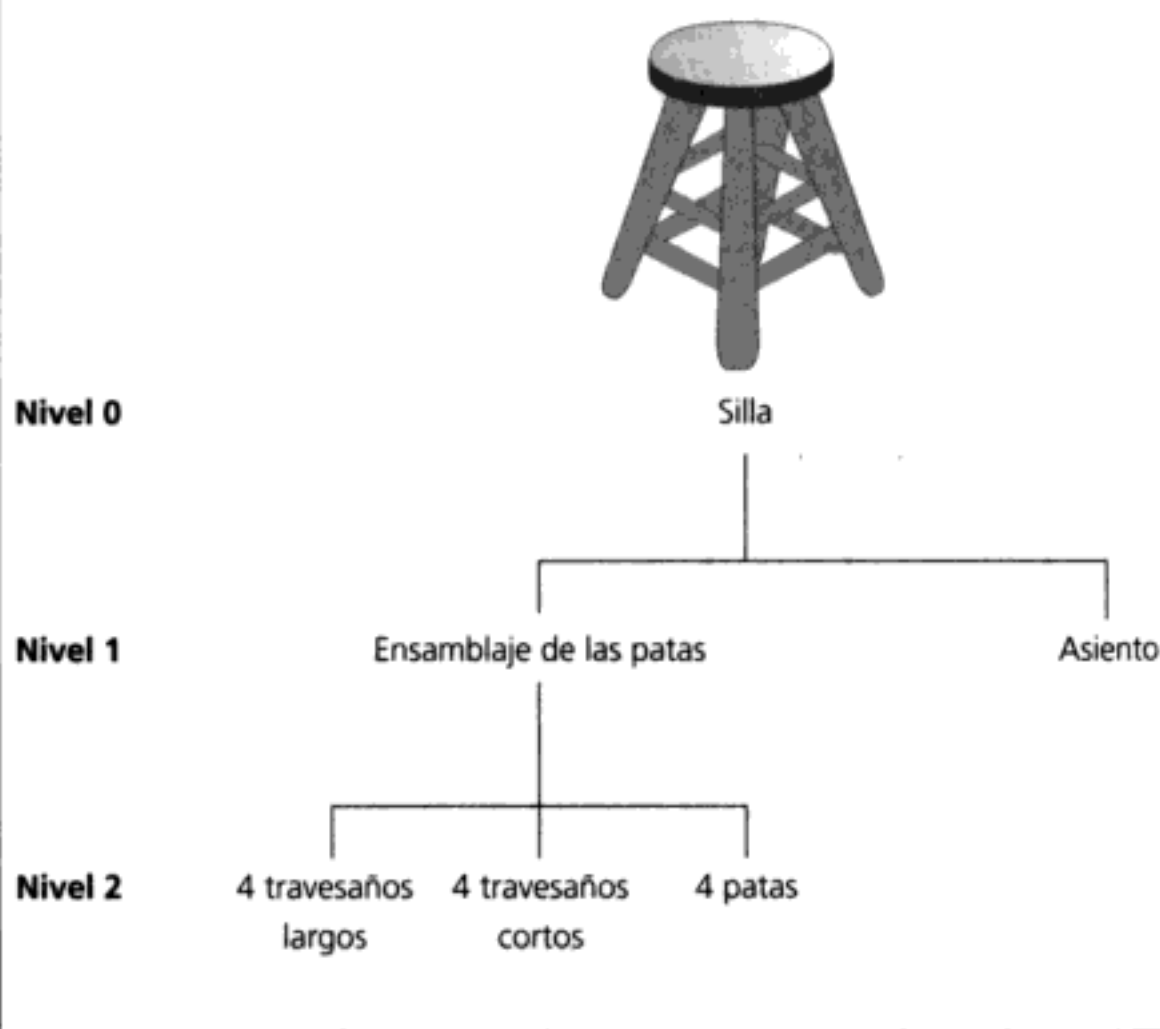 Nivel 0
Silla
Nivel 1
Ensamblaje de las patas
Asiento
Nivel 2
4 travesaños
largos
4 travesaños
cortos
4 patas